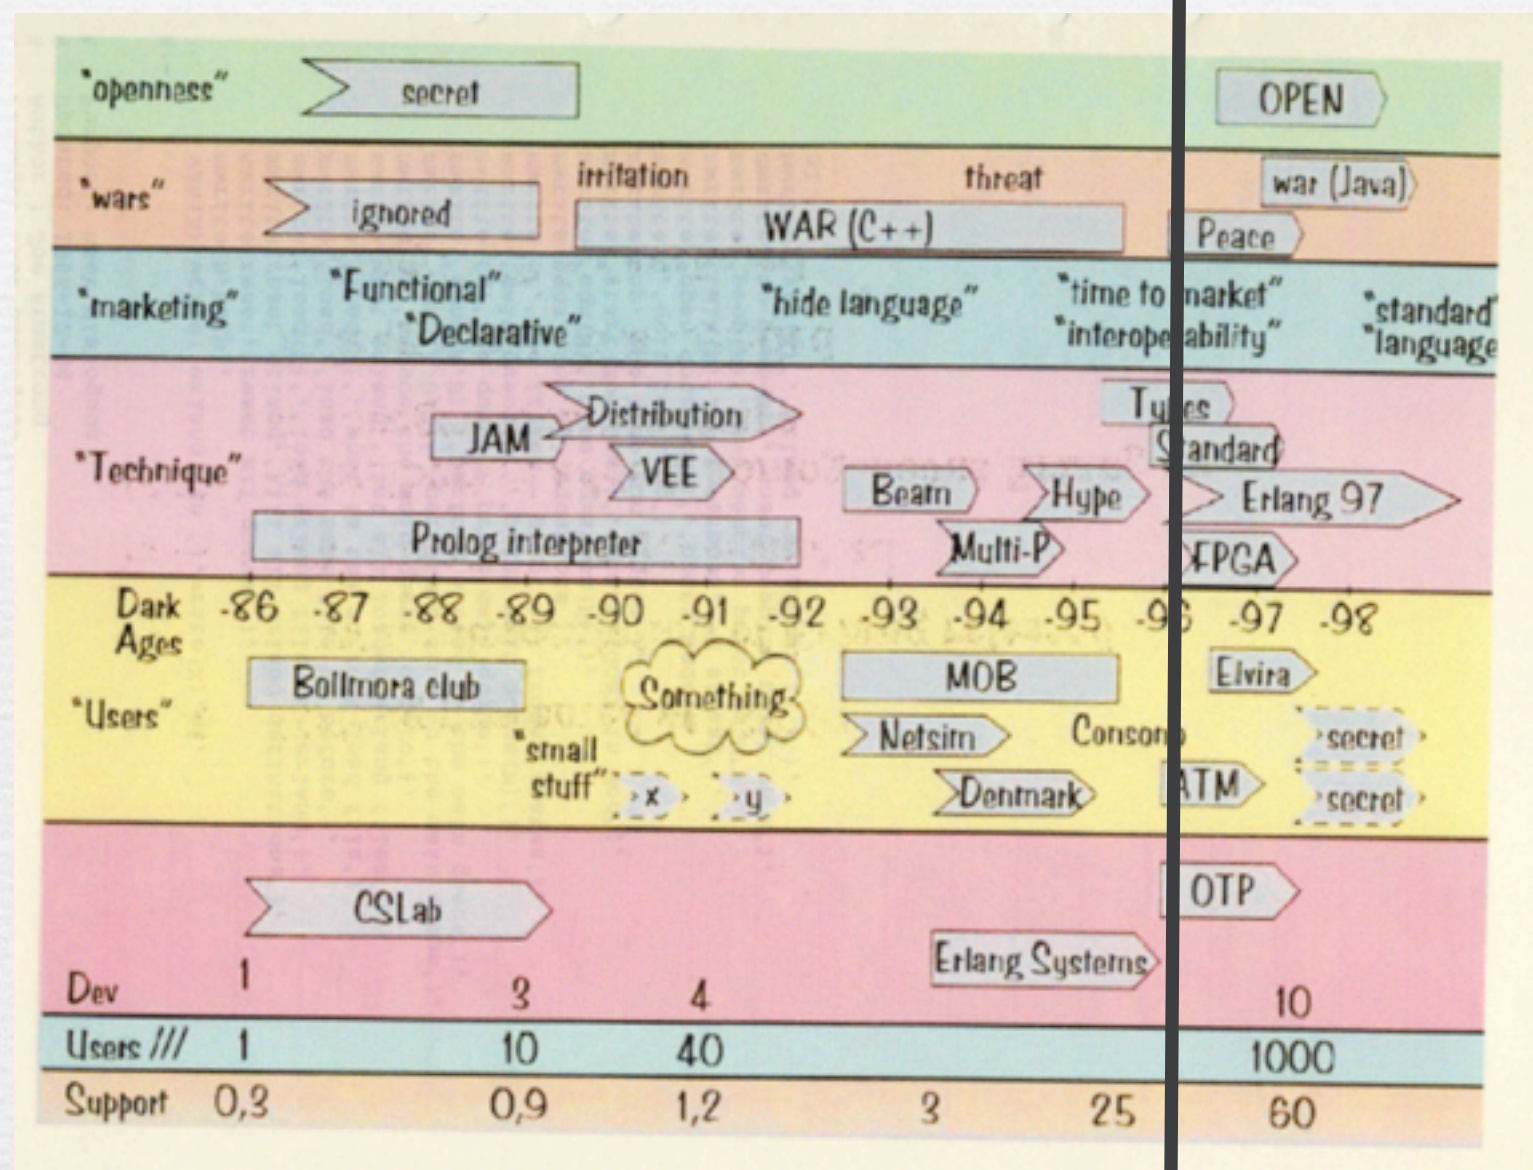 "openness" secret OPEN
irritation threat war (Java)
"wars" ignored WAR (C++) Peace
"marketing" "Functional" "hide language" "time to market" "standard"
"Declarative" "interoperability" "language
Distribution Types
JAM Standard
"Technique" VEE Beam Hype Erlang 97
Prolog interpreter Multi-P FPGA
Dark -86 -87 -88 -89 -90 -91 -92 -93 -94 -95 -96 -97 -98
Ages
Bollmora club Something MOB Elvira
"Users" Netsim Consono secret
"small
stuff" x y Denmark ATM secret
CSLab OTP
Erlang Systems
Dev 1 3 4 10
Users /// 1 10 40 1000
Support 0,3 0,9 1,2 3 25 60